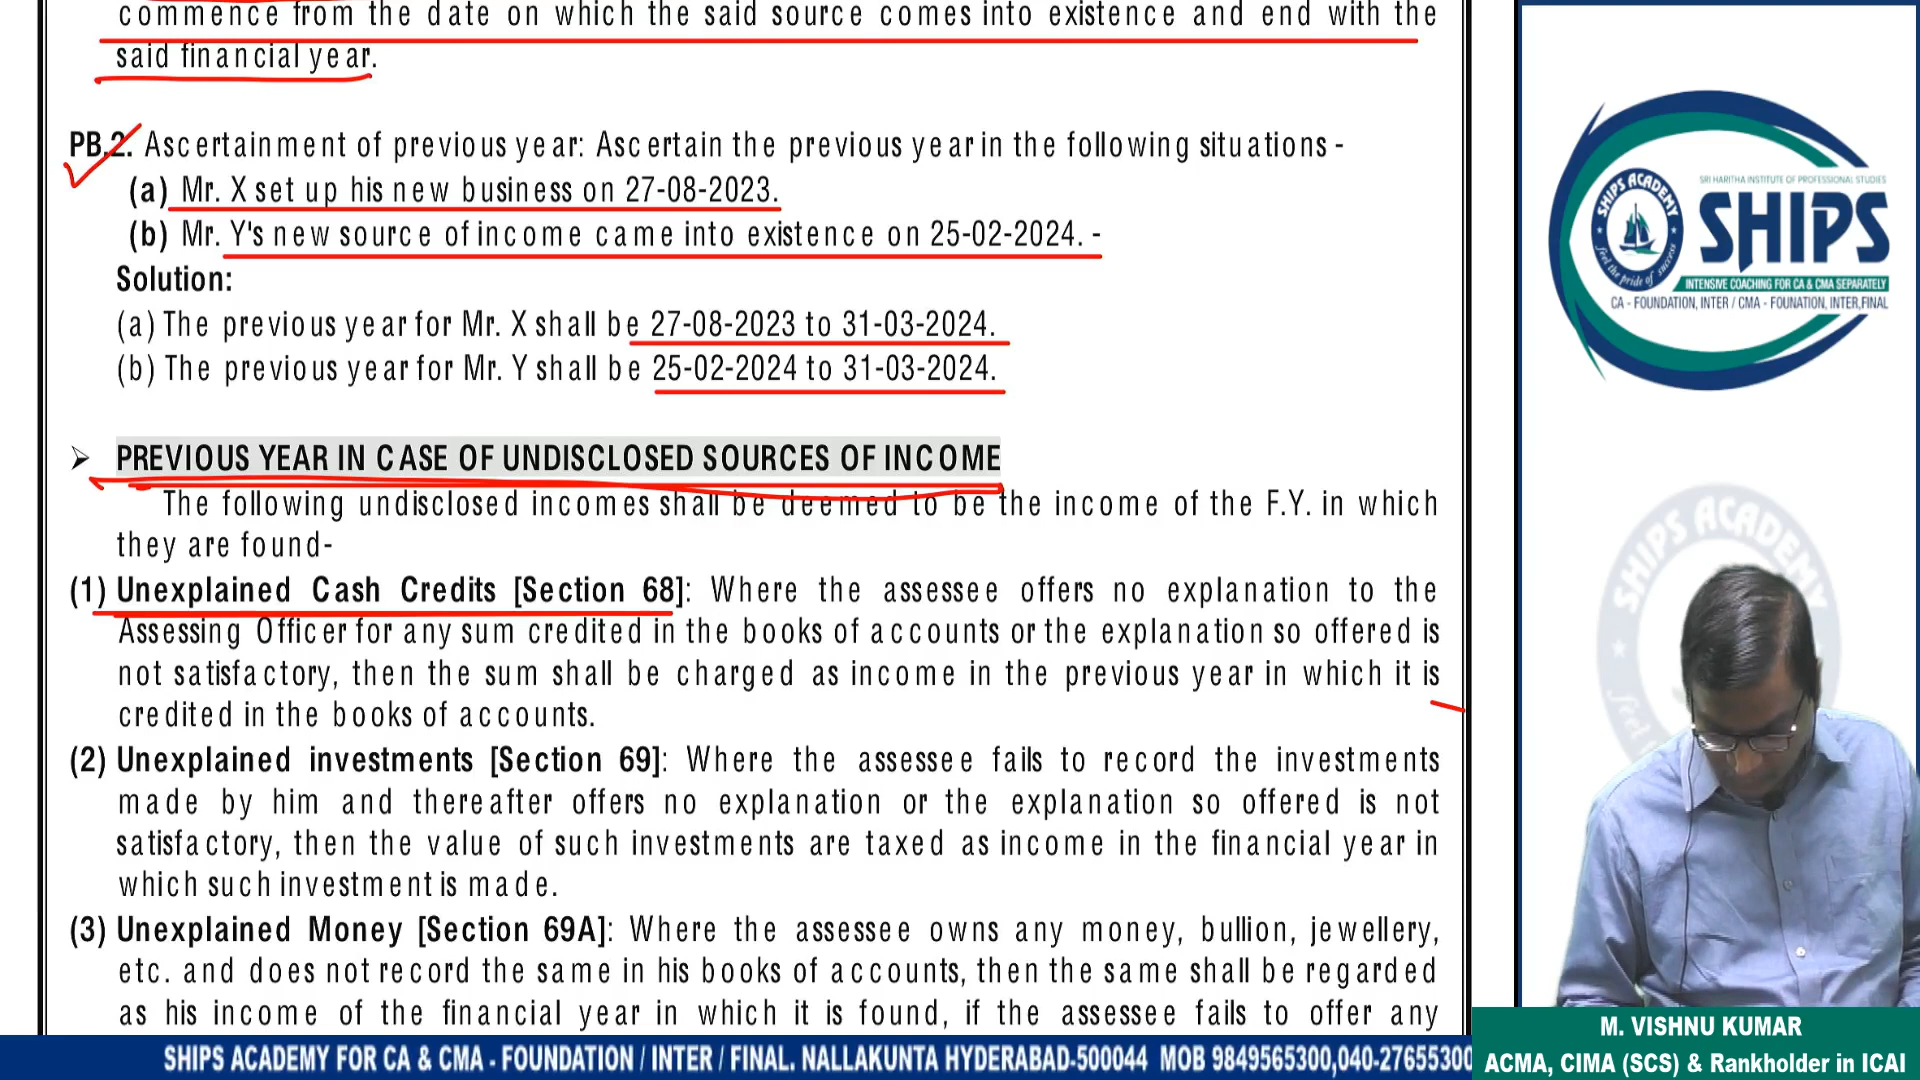 commence from the date on which the said source comes into existence and end with the
said financial year.
PB.2. Ascertainment of previous year: Ascertain the previous year in the following situations -
(a) Mr. X set up his new business on 27-08-2023.
(b) Mr. Y's new source of income came into existence on 25-02-2024. -
Solution:
(a) The previous year for Mr. X shall be 27-08-2023 to 31-03-2024.
(b) The previous year for Mr. Y shall be 25-02-2024 to 31-03-2024.
➢ PREVIOUS YEAR IN CASE OF UNDISCLOSED SOURCES OF INCOME
The following undisclosed incomes shall be deemed to be the income of the F.Y. in which
they are found-
(1) Unexplained Cash Credits [Section 68]: Where the assessee offers no explanation to the
Assessing Officer for any sum credited in the books of accounts or the explanation so offered is
not satisfactory, then the sum shall be charged as income in the previous year in which it is
credited in the books of accounts.
(2) Unexplained investments [Section 69]: Where the assessee fails to record the investments
made by him and thereafter offers no explanation or the explanation so offered is not
satisfactory, then the value of such investments are taxed as income in the financial year in
which such investment is made.
(3) Unexplained Money [Section 69A]: Where the assessee owns any money, bullion, jewellery,
etc. and does not record the same in his books of accounts, then the same shall be regarded
as his income of the financial year in which it is found, if the assessee fails to offer any
SHIPS ACADEMY FOR CA & CMA - FOUNDATION / INTER / FINAL. NALLAKUNTA HYDERABAD-500044 MOB 9849565300,040-27655300
SRI HARITHA INSTITUTE OF PROFESSIONAL STUDIES
SHIPS ACADEMY
feel the pride of success
SHIPS
INTENSIVE COACHING FOR CA & CMA SEPARATELY
CA - FOUNDATION, INTER / CMA - FOUNATION, INTER,FINAL
SHIPS ACADEMY
feel
M. VISHNU KUMAR
ACMA, CIMA (SCS) & Rankholder in ICAI